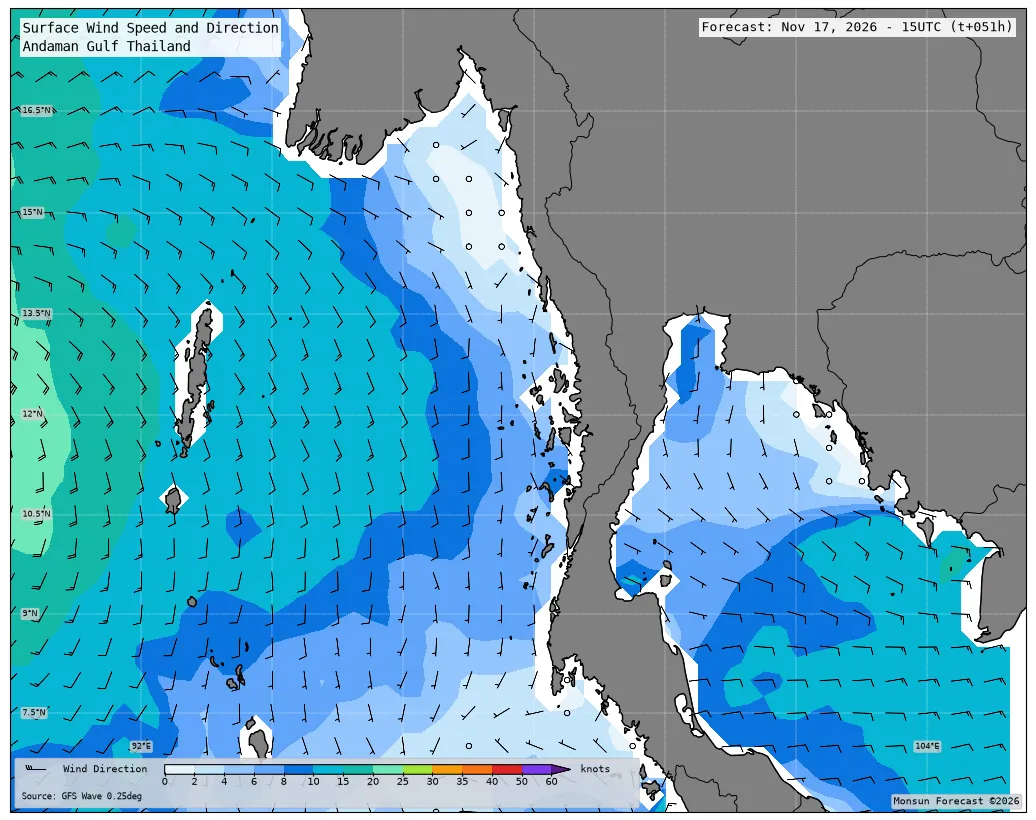 Surface Wind Speed and Direction
Andaman Gulf Thailand
Forecast: Nov 17, 2026 - 15UTC (t+051h)
16.5°N
15°N
13.5°N
12°N
10.5°N
9°N
7.5°N
92°E
104°E
Wind Direction
knots
0 2 4 6 8 10 15 20 25 30 35 40 50 60
Source: GFS Wave 0.25deg
Monsun Forecast ©2026